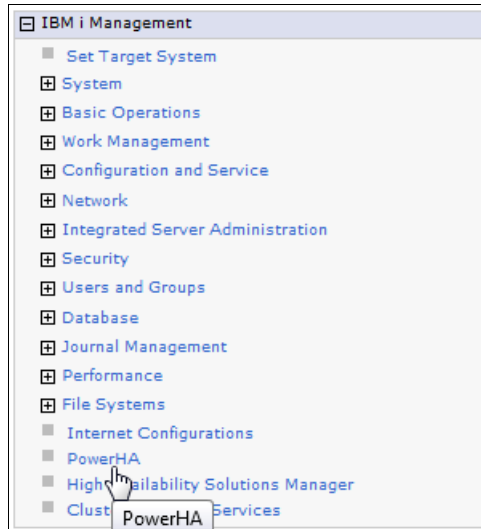 IBM i Management
Set Target System
System
Basic Operations
Work Management
Configuration and Service
Network
Integrated Server Administration
Security
Users and Groups
Database
Journal Management
Performance
File Systems
Internet Configurations
PowerHA
High Availability Solutions Manager
Cluster Services
PowerHA